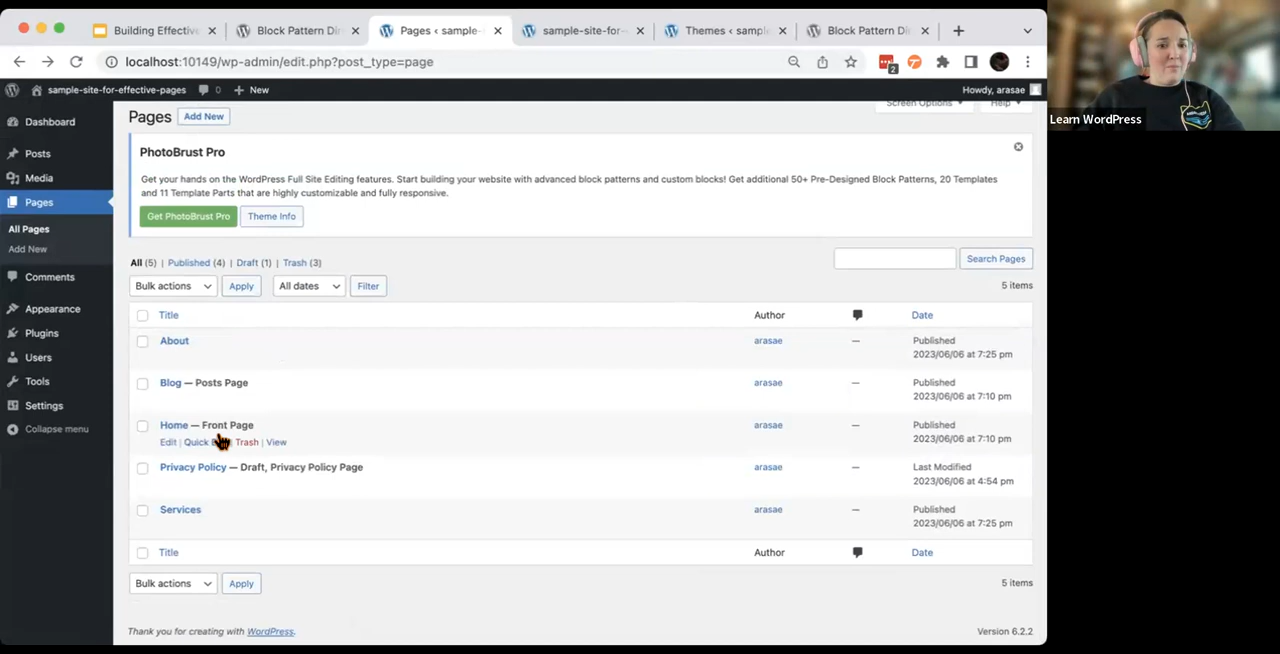 Building Effective
Block Pattern Dir
Pages ‹ sample-
sample-site-for-
Themes ‹ sample
Block Pattern Dir
localhost:10149/wp-admin/edit.php?post_type=page
2
sample-site-for-effective-pages
0
New
Howdy, arasae
Learn WordPress
Dashboard
Posts
Media
Pages
All Pages
Add New
Comments
Appearance
Plugins
Users
Tools
Settings
Collapse menu
Pages
Add New
Screen Options
Help
PhotoBrust Pro
Get your hands on the WordPress Full Site Editing features. Start building your website with advanced block patterns and custom blocks! Get additional 50+ Pre-Designed Block Patterns, 20 Templates
and 11 Template Parts that are highly customizable and fully responsive.
Get PhotoBrust Pro
Theme Info
All (5) | Published (4) | Draft (1) | Trash (3)
Search Pages
Bulk actions
Apply
All dates
Filter
5 items
Title
Author
Date
About
arasae
—
Published
2023/06/06 at 7:25 pm
Blog — Posts Page
arasae
—
Published
2023/06/06 at 7:10 pm
Home — Front Page
Edit | Quick | Trash | View
arasae
—
Published
2023/06/06 at 7:10 pm
Privacy Policy — Draft, Privacy Policy Page
arasae
—
Last Modified
2023/06/06 at 4:54 pm
Services
arasae
—
Published
2023/06/06 at 7:25 pm
Title
Author
Date
Bulk actions
Apply
5 items
Thank you for creating with WordPress.
Version 6.2.2